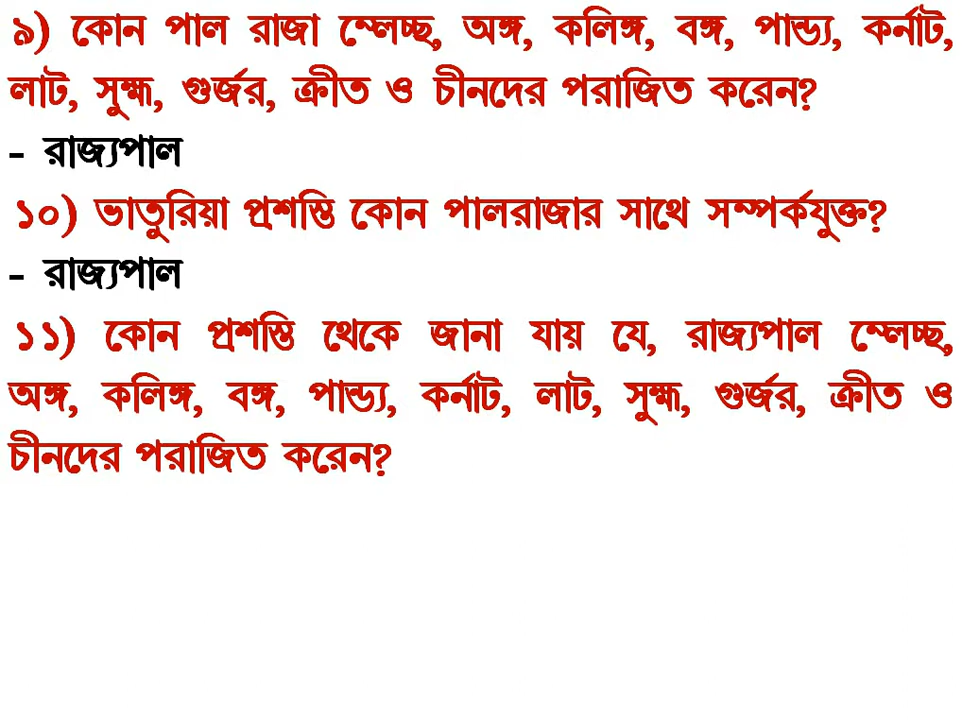 ৯) কোন পাল রাজা ম্লেচ্ছ, অঙ্গ, কলিঙ্গ, বঙ্গ, পান্ড্য, কর্নাট,
লাট, সুহ্ম, গুর্জর, ক্রীত ও চীনদের পরাজিত করেন?
- রাজ্যপাল
১০) ভাতুরিয়া প্রশস্তি কোন পালরাজার সাথে সম্পর্কযুক্ত?
- রাজ্যপাল
১১) কোন প্রশস্তি থেকে জানা যায় যে, রাজ্যপাল ম্লেচ্ছ,
অঙ্গ, কলিঙ্গ, বঙ্গ, পান্ড্য, কর্নাট, লাট, সুহ্ম, গুর্জর, ক্রীত ও
চীনদের পরাজিত করেন?